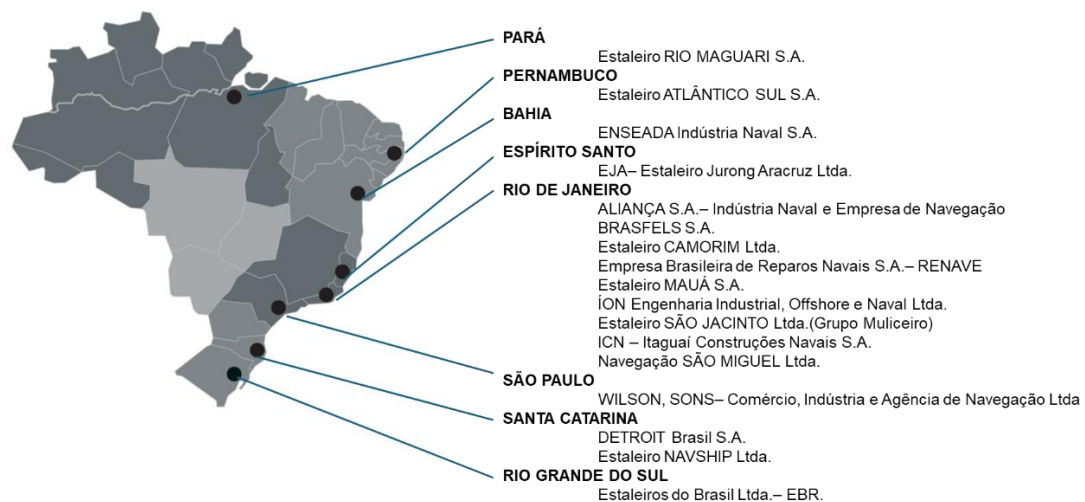 PARÁ
Estaleiro RIO MAGUARI S.A.
PERNAMBUCO
Estaleiro ATLÂNTICO SUL S.A.
BAHIA
ENSEADA Indústria Naval S.A.
ESPÍRITO SANTO
EJA– Estaleiro Jurong Aracruz Ltda.
RIO DE JANEIRO
ALIANÇA S.A.– Indústria Naval e Empresa de Navegação
BRASFELS S.A.
Estaleiro CAMORIM Ltda.
Empresa Brasileira de Reparos Navais S.A.– RENAVE
Estaleiro MAUÁ S.A.
ÍON Engenharia Industrial, Offshore e Naval Ltda.
Estaleiro SÃO JACINTO Ltda.(Grupo Muliceiro)
ICN – Itaguaí Construções Navais S.A.
Navegação SÃO MIGUEL Ltda.
SÃO PAULO
WILSON, SONS– Comércio, Indústria e Agência de Navegação Ltda
SANTA CATARINA
DETROIT Brasil S.A.
Estaleiro NAVSHIP Ltda.
RIO GRANDE DO SUL
Estaleiros do Brasil Ltda.– EBR.